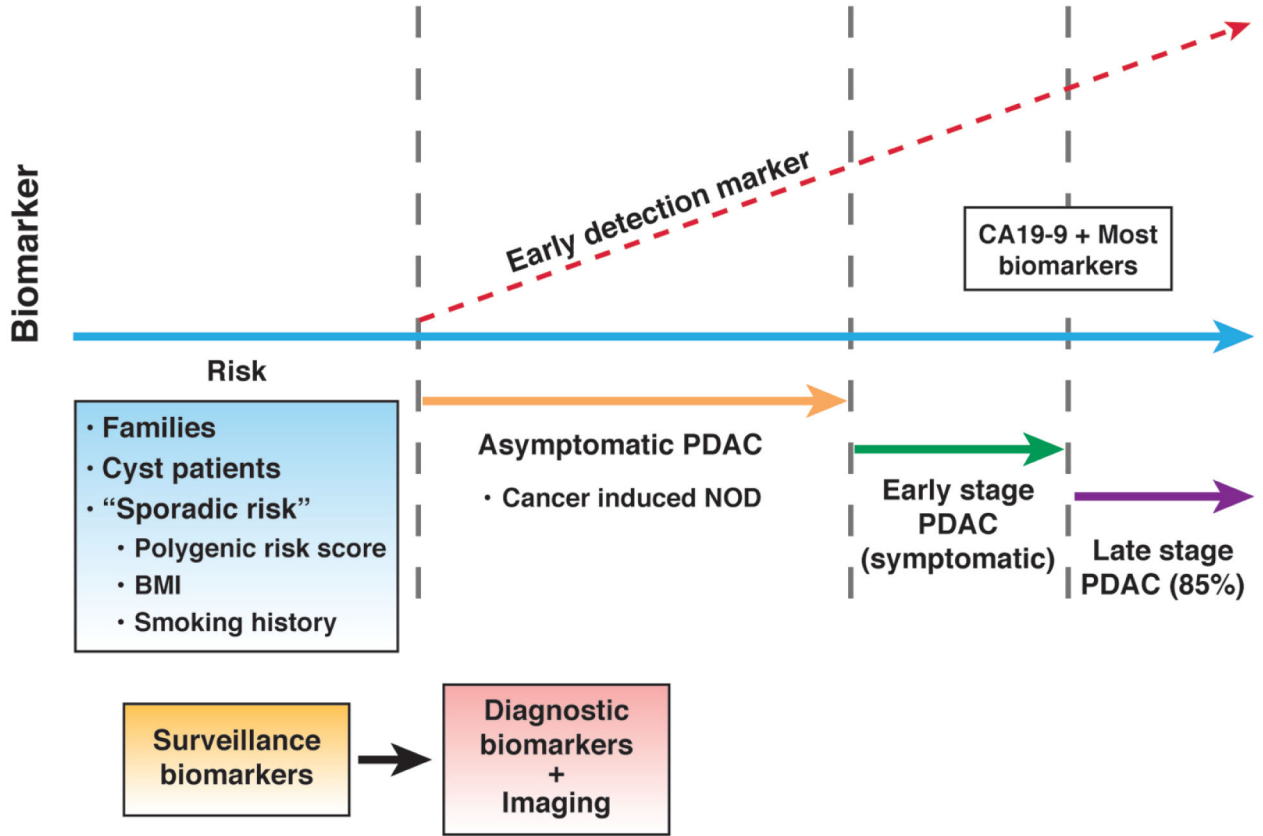 Biomarker
Early detection marker
CA19-9 + Most
biomarkers
Risk
· Families
· Cyst patients
· “Sporadic risk”
· Polygenic risk score
· BMI
· Smoking history
Asymptomatic PDAC
· Cancer induced NOD
Early stage
PDAC
(symptomatic)
Late stage
PDAC (85%)
Surveillance
biomarkers
Diagnostic
biomarkers
+
Imaging